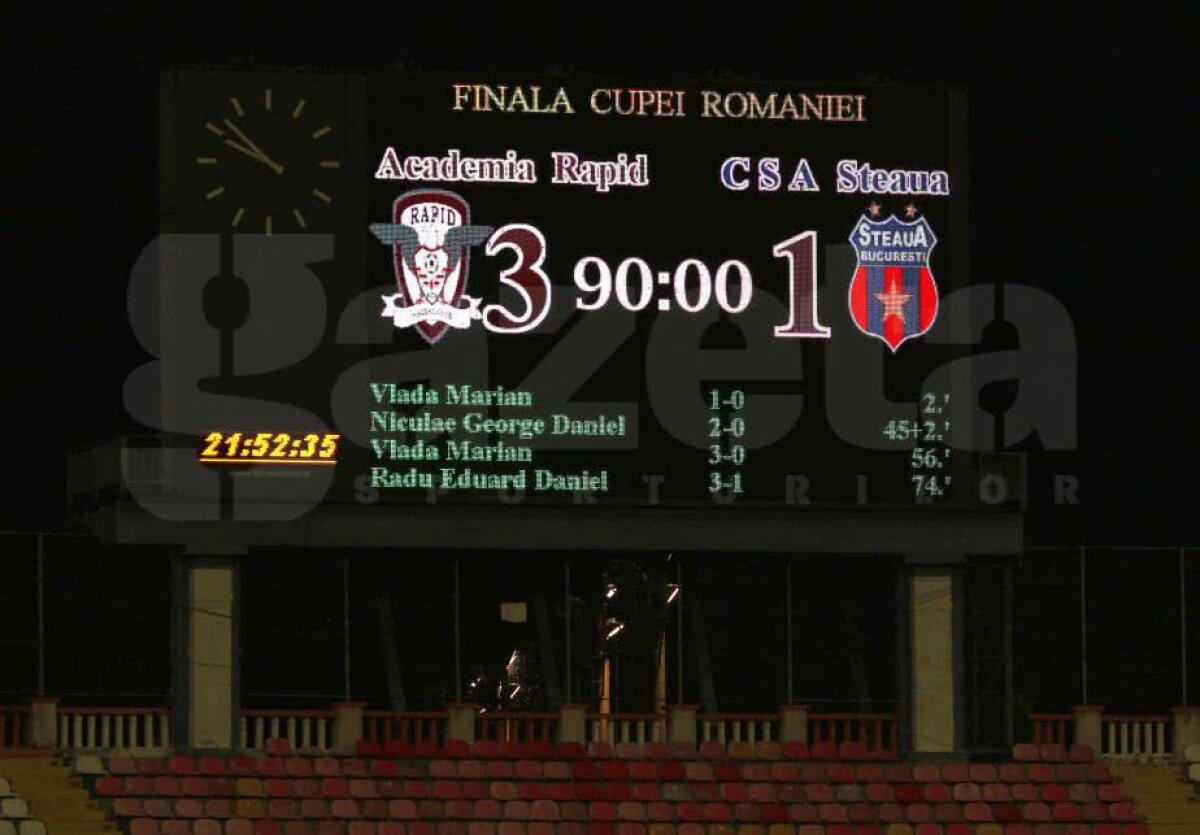 FINALA CUPEI ROMANIEI
Academia Rapid
CSA Steaua
RAPID
3
90:00
1
STEAUA
BUCURESTI
Vlada Marian 1-0 2.'
Niculae George Daniel 2-0 45+2.'
Vlada Marian 3-0 56.'
Radu Eduard Daniel 3-1 74.'
21:52:35
gazeta
SPORTURILOR